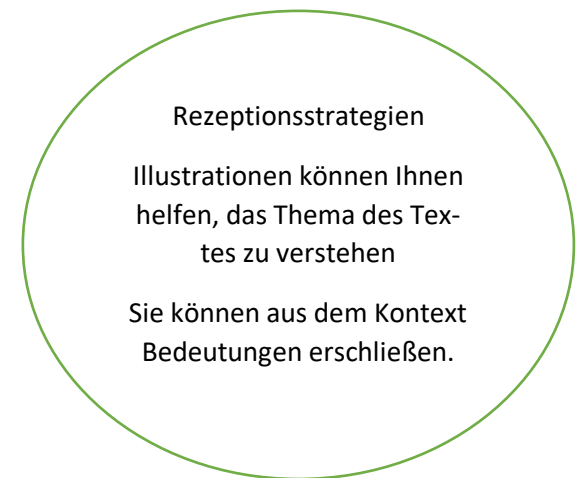 Rezeptionsstrategien
Illustrationen können Ihnen
helfen, das Thema des Tex-
tes zu verstehen
Sie können aus dem Kontext
Bedeutungen erschließen.